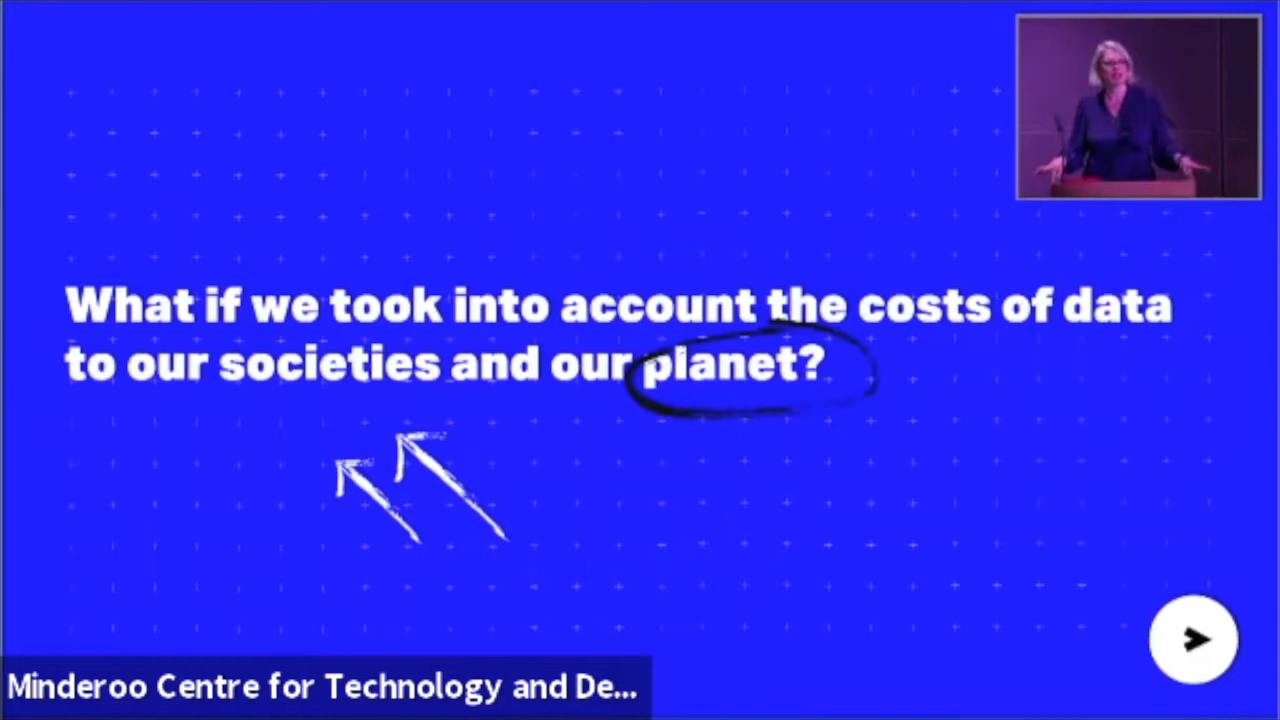 What if we took into account the costs of data
to our societies and our planet?
Minderoo Centre for Technology and De...